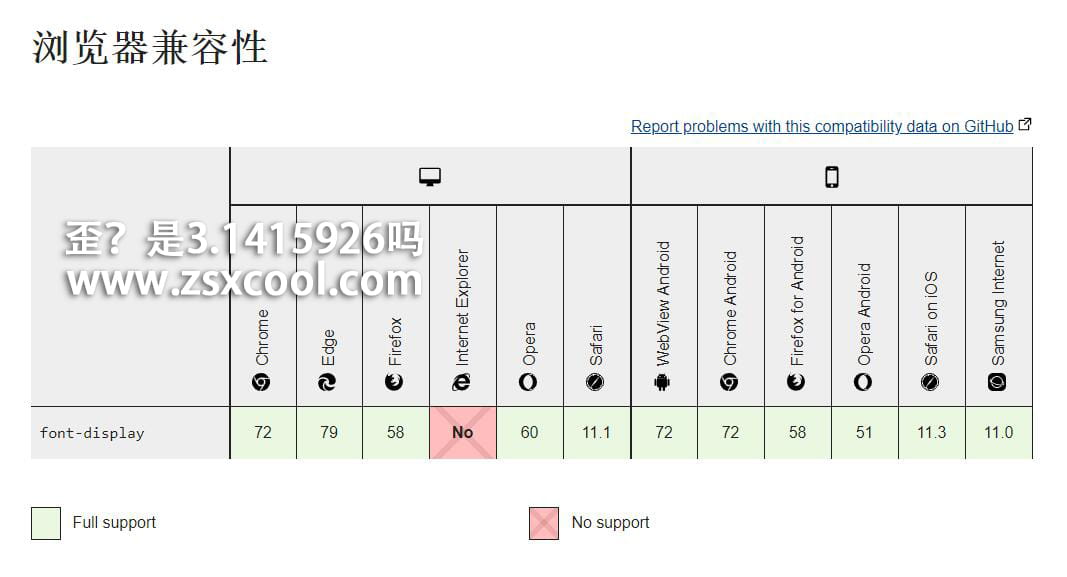 浏览器兼容性
Report problems with this compatibility data on GitHub
歪？是3.1415926吗
www.zsxcool.com
Chrome
Edge
Firefox
Internet Explorer
Opera
Safari
WebView Android
Chrome Android
Firefox for Android
Opera Android
Safari on iOS
Samsung Internet
font-display 72 79 58 No 60 11.1 72 72 58 51 11.3 11.0
Full support No support